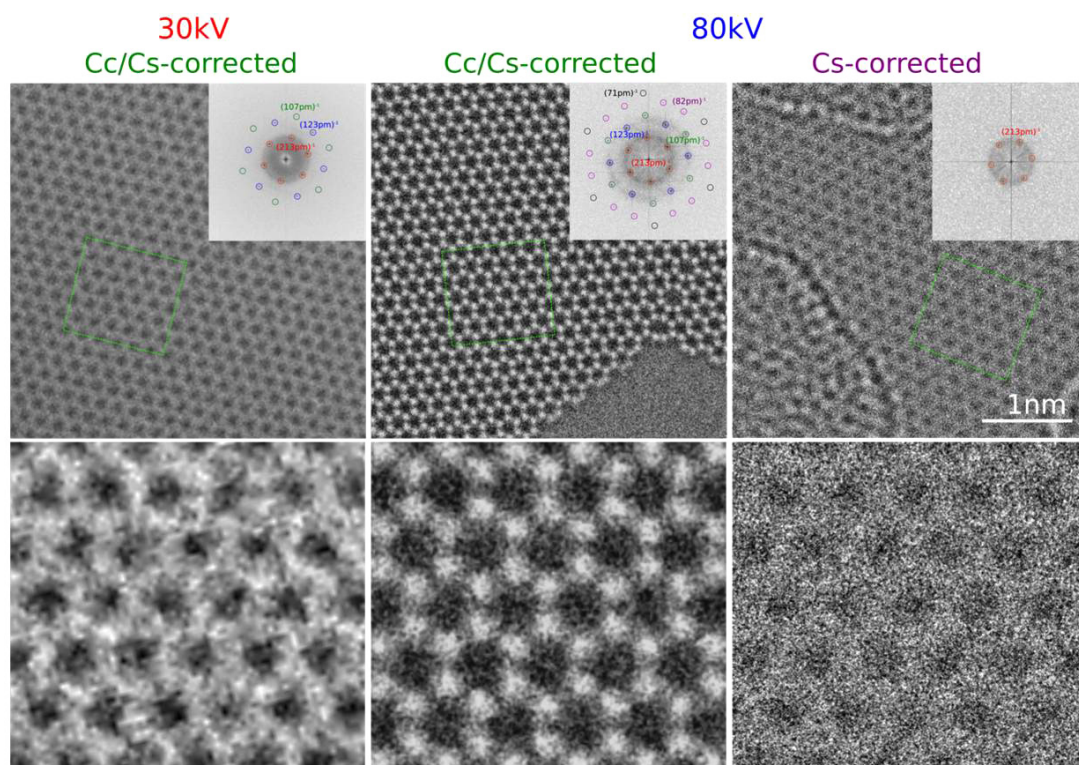 30kV
80kV
Cc/Cs-corrected
Cc/Cs-corrected
Cs-corrected
(107pm)⁻¹
(123pm)⁻¹
(213pm)⁻¹
(71pm)⁻¹
(82pm)⁻¹
(123pm)⁻¹
(107pm)⁻¹
(213pm)⁻¹
(213pm)⁻¹
1nm